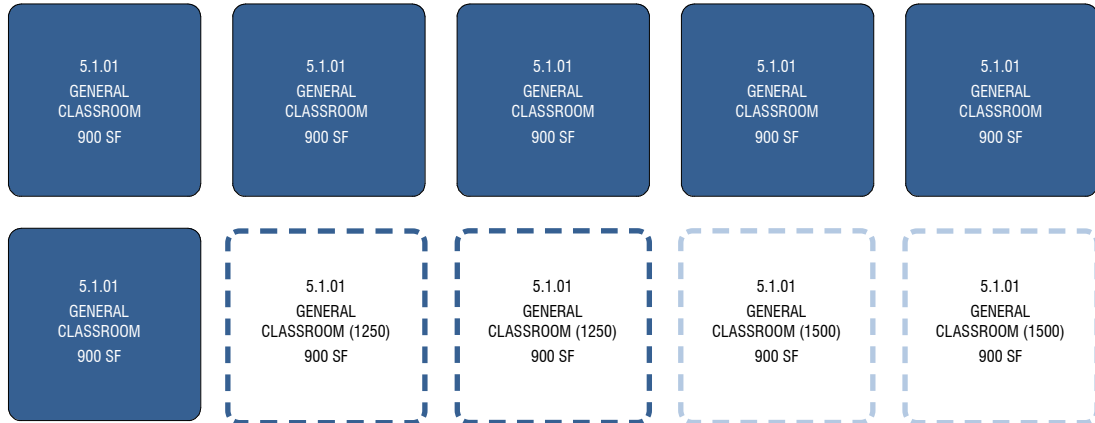 5.1.01
GENERAL
CLASSROOM
900 SF
5.1.01
GENERAL
CLASSROOM
900 SF
5.1.01
GENERAL
CLASSROOM
900 SF
5.1.01
GENERAL
CLASSROOM
900 SF
5.1.01
GENERAL
CLASSROOM
900 SF
5.1.01
GENERAL
CLASSROOM
900 SF
5.1.01
GENERAL
CLASSROOM (1250)
900 SF
5.1.01
GENERAL
CLASSROOM (1250)
900 SF
5.1.01
GENERAL
CLASSROOM (1500)
900 SF
5.1.01
GENERAL
CLASSROOM (1500)
900 SF